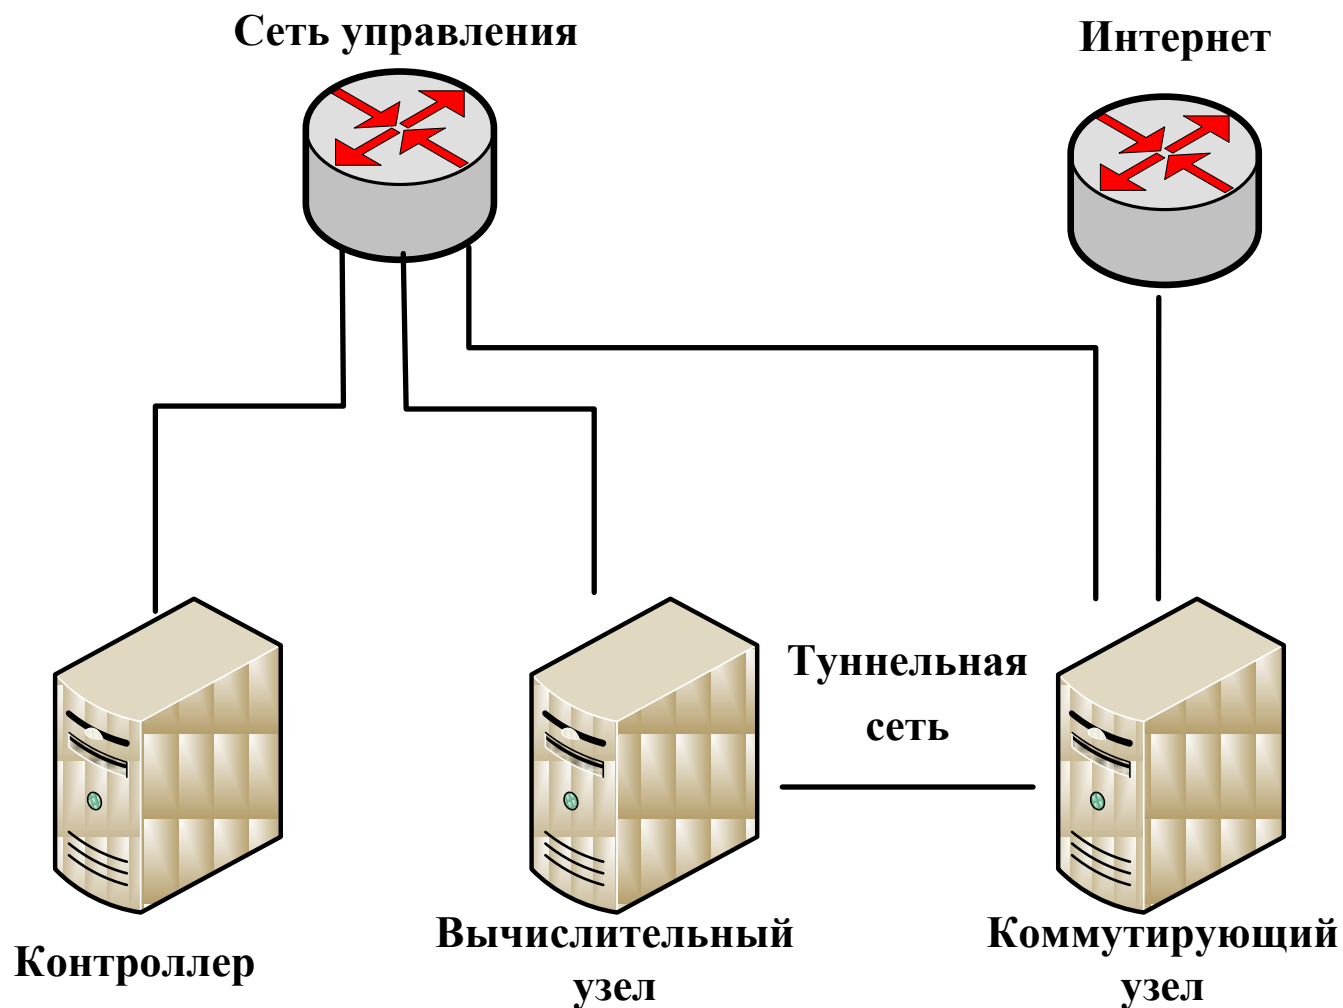 Сеть управления
Интернет
Туннельная
сеть
Контроллер
Вычислительный
узел
Коммутирующий
узел